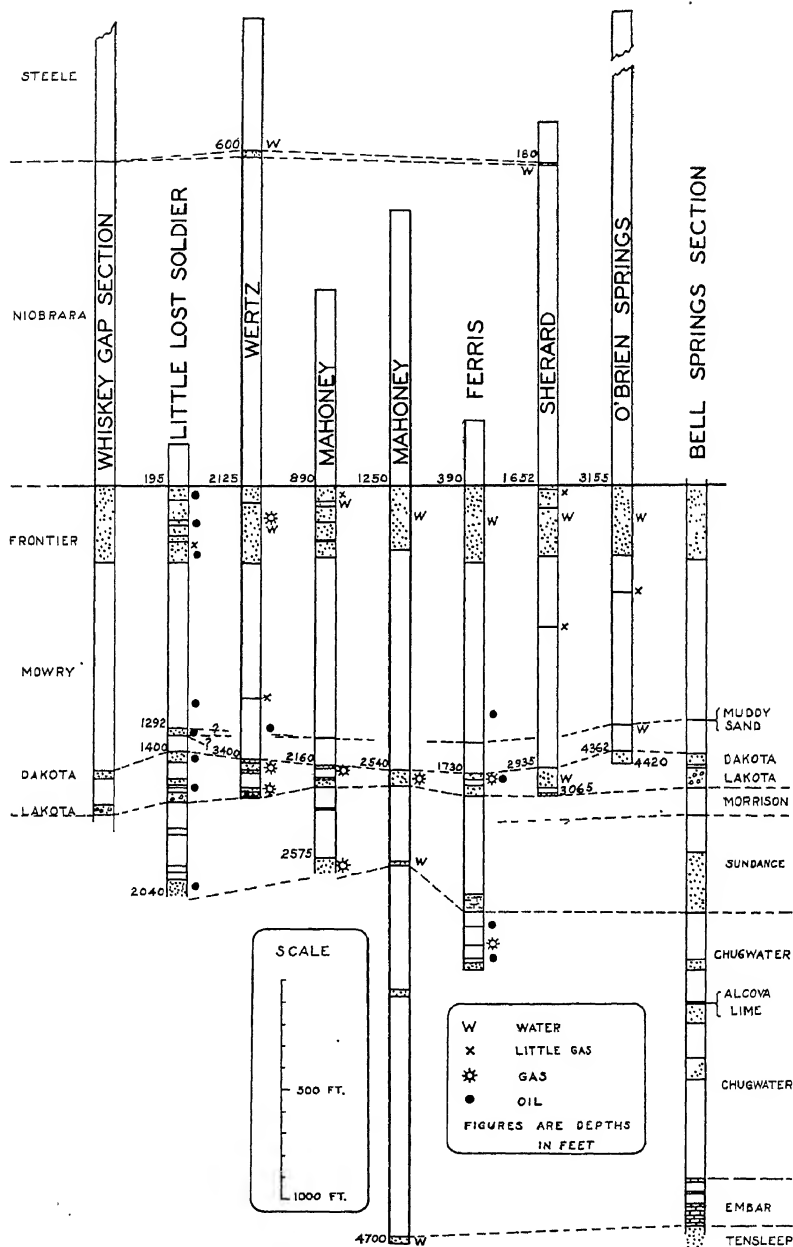 STEELE
NIOBRARA
FRONTIER
MOWRY
DAKOTA
LAKOTA
WHISKEY GAP SECTION
LITTLE LOST SOLDIER
WERTZ
MAHONEY
MAHONEY
FERRIS
SHERARD
O'BRIEN SPRINGS
BELL SPRINGS SECTION
600 W
180
W
195 2125 890 1250 390 1652 3155
x
W
W
W
x
W
W
W
x
x
x
x
1292 ?
?
W
1400 3400 2160 2540 1730 2935 4362
W
4420
3065
?
2575
W
2040
MUDDY
SAND
DAKOTA
LAKOTA
MORRISON
SUNDANCE
CHUGWATER
ALCOVA
LIME
CHUGWATER
EMBAR
TENSLEEP
4700 W
SCALE
500 FT.
1000 FT.
W WATER
x LITTLE GAS
GAS
OIL
FIGURES ARE DEPTHS
IN FEET